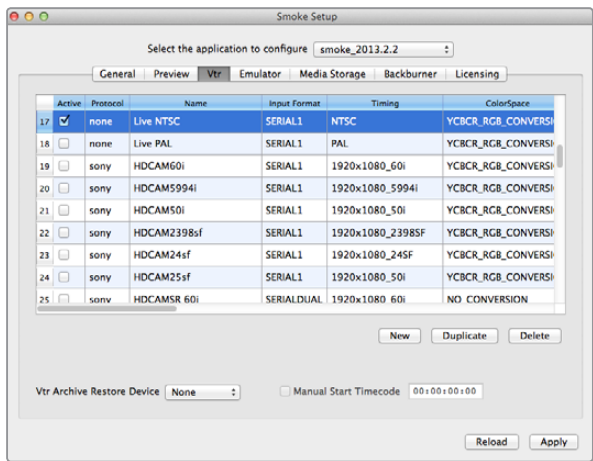 Smoke Setup
Select the application to configure smoke_2013.2.2
General Preview Vtr Emulator Media Storage Backburner Licensing
Active Protocol Name Input Format Timing ColorSpace
17 none Live NTSC SERIAL1 NTSC YCBCR_RGB_CONVERSI
18 none Live PAL SERIAL1 PAL YCBCR_RGB_CONVERSI
19 sony HDCAM60i SERIAL1 1920x1080_60i YCBCR_RGB_CONVERSI
20 sony HDCAM5994i SERIAL1 1920x1080_5994i YCBCR_RGB_CONVERSI
21 sony HDCAM50i SERIAL1 1920x1080_50i YCBCR_RGB_CONVERSI
22 sony HDCAM2398sf SERIAL1 1920x1080_2398SF YCBCR_RGB_CONVERSI
23 sony HDCAM24sf SERIAL1 1920x1080_24SF YCBCR_RGB_CONVERSI
24 sony HDCAM25sf SERIAL1 1920x1080_50i YCBCR_RGB_CONVERSI
25 sony HDCAMSR 60i SERIALDUAL 1920x1080 60i NO CONVERSION
New Duplicate Delete
Vtr Archive Restore Device None Manual Start Timecode 00:00:00:00
Reload Apply